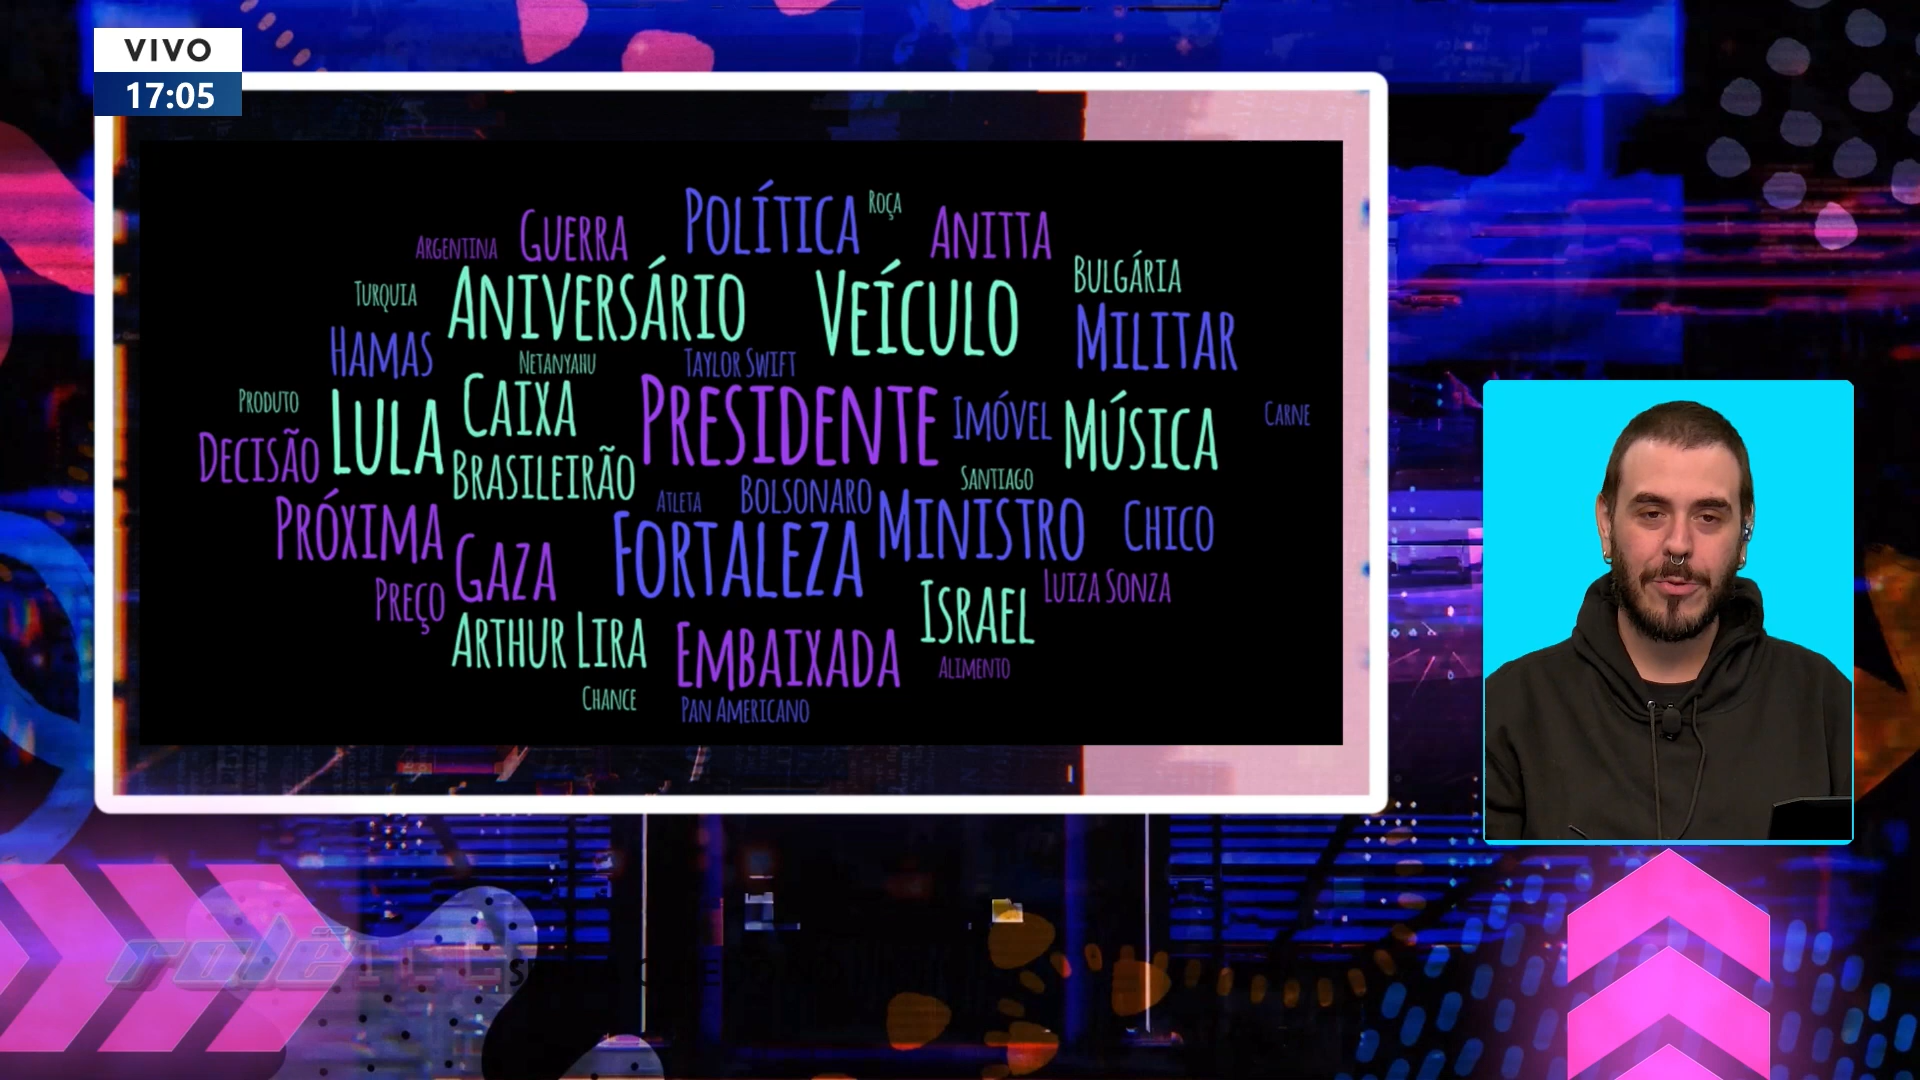 VIVO
17:05
POLÍTICA
ROÇA
ARGENTINA
GUERRA
ANITTA
TURQUIA
ANIVERSÁRIO
VEÍCULO
BULGÁRIA
HAMAS
NETANYAHU
TAYLOR SWIFT
MILITAR
PRODUTO
LULA
CAIXA
PRESIDENTE
IMÓVEL
MÚSICA
CARNE
DECISÃO
BRASILEIRÃO
SANTIAGO
ATLETA
BOLSONARO
PRÓXIMA
GAZA
FORTALEZA
MINISTRO
CHICO
PREÇO
ISRAEL
LUIZA SONZA
ARTHUR LIRA
EMBAIXADA
ALIMENTO
CHANCE
PAN AMERICANO
rolê